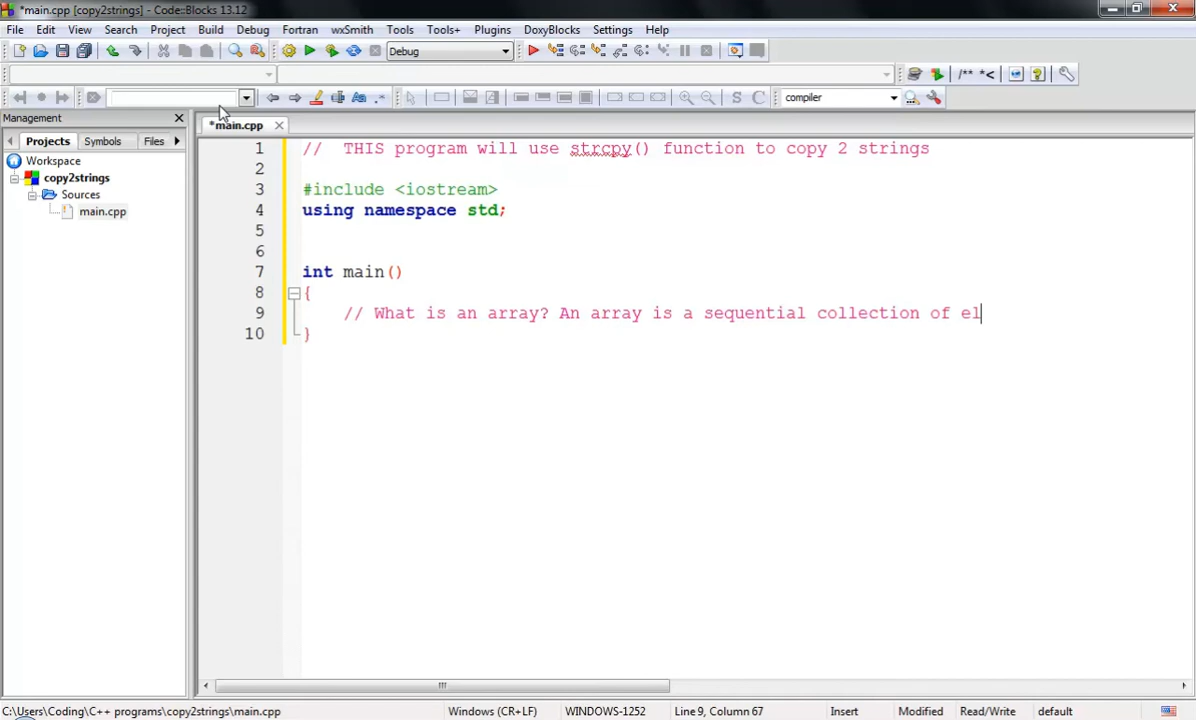 *main.cpp [copy2strings] - Code::Blocks 13.12
File Edit View Search Project Build Debug Fortran wxSmith Tools Tools+ Plugins DoxyBlocks Settings Help
Debug
/** *<
Aa .* S C compiler
Management
*main.cpp
Projects Symbols Files
Workspace
copy2strings
Sources
main.cpp
1 // THIS program will use strcpy() function to copy 2 strings
2
3 #include <iostream>
4 using namespace std;
5
6
7 int main()
8 {
9 // What is an array? An array is a sequential collection of el
10 }
C:\Users\Coding\C++ programs\copy2strings\main.cpp Windows (CR+LF) WINDOWS-1252 Line 9, Column 67 Insert Modified Read/Write default